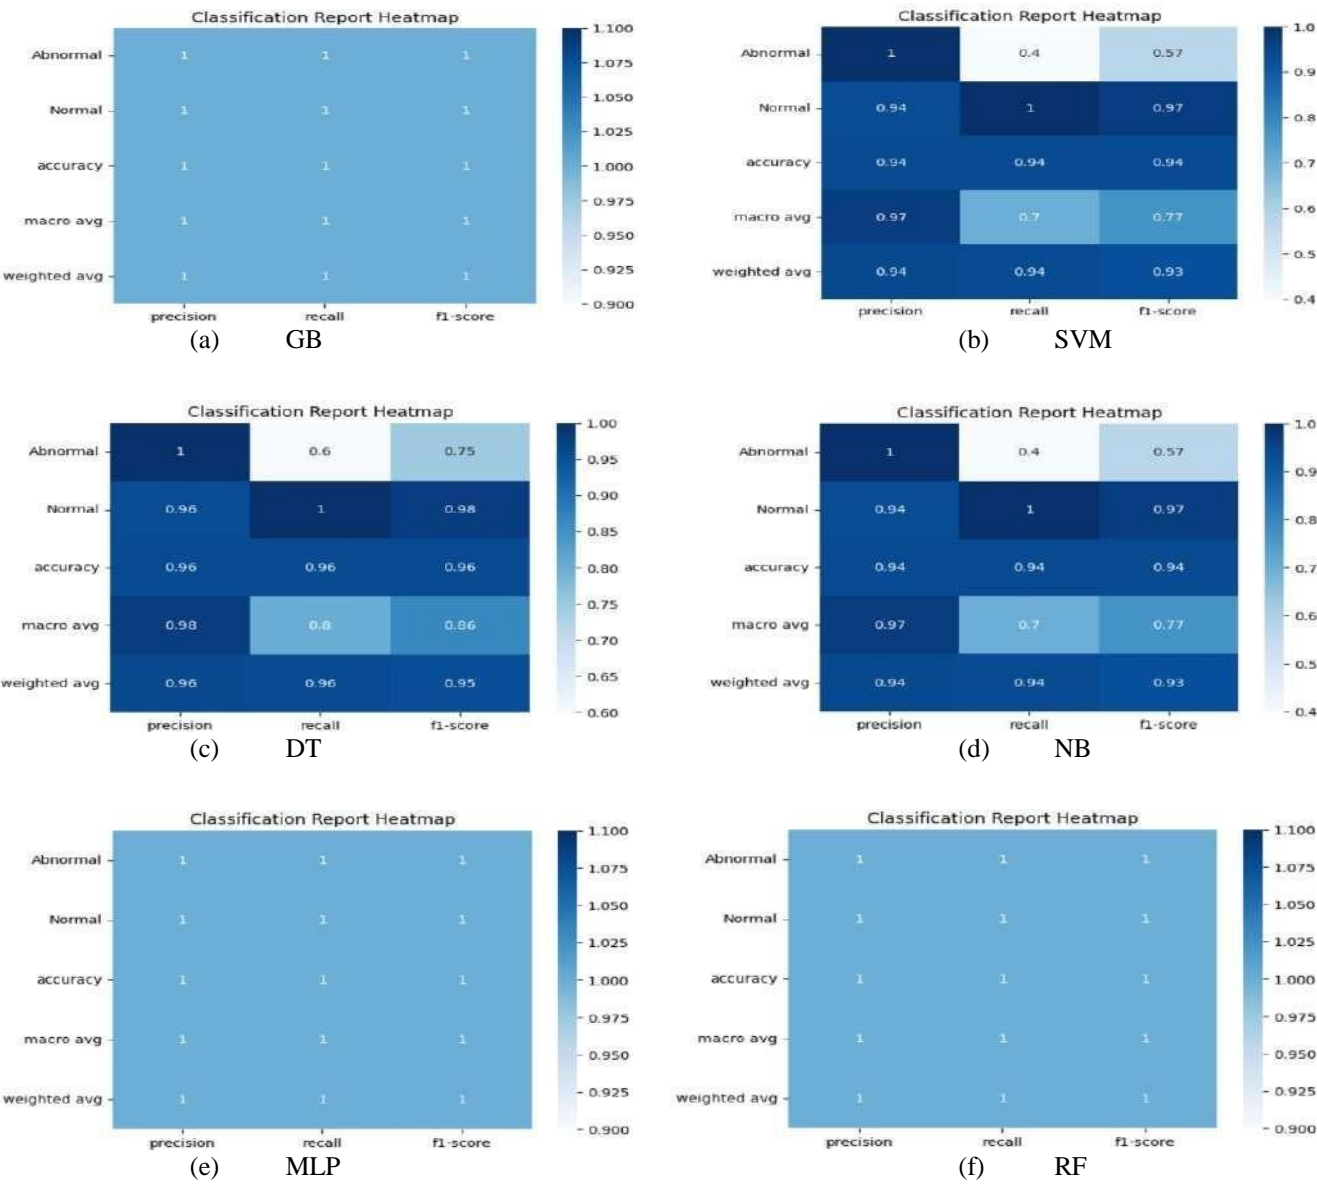 Classification Report Heatmap
Abnormal 1 1 1
Normal 1 1 1
accuracy 1 1 1
macro avg 1 1 1
weighted avg 1 1 1
precision recall f1-score
1.100
1.075
1.050
1.025
1.000
0.975
0.950
0.925
0.900
(a) GB
Classification Report Heatmap
Abnormal 1 0.4 0.57
Normal 0.94 1 0.97
accuracy 0.94 0.94 0.94
macro avg 0.97 0.7 0.77
weighted avg 0.94 0.94 0.93
precision recall f1-score
1.0
0.9
0.8
0.7
0.6
0.5
0.4
(b) SVM
Classification Report Heatmap
Abnormal 1 0.6 0.75
Normal 0.96 1 0.98
accuracy 0.96 0.96 0.96
macro avg 0.98 0.8 0.86
weighted avg 0.96 0.96 0.95
precision recall f1-score
1.00
0.95
0.90
0.85
0.80
0.75
0.70
0.65
0.60
(c) DT
Classification Report Heatmap
Abnormal 1 0.4 0.57
Normal 0.94 1 0.97
accuracy 0.94 0.94 0.94
macro avg 0.97 0.7 0.77
weighted avg 0.94 0.94 0.93
precision recall f1-score
1.0
0.9
0.8
0.7
0.6
0.5
0.4
(d) NB
Classification Report Heatmap
Abnormal 1 1 1
Normal 1 1 1
accuracy 1 1 1
macro avg 1 1 1
weighted avg 1 1 1
precision recall f1-score
1.100
1.075
1.050
1.025
1.000
0.975
0.950
0.925
0.900
(e) MLP
Classification Report Heatmap
Abnormal 1 1 1
Normal 1 1 1
accuracy 1 1 1
macro avg 1 1 1
weighted avg 1 1 1
precision recall f1-score
1.100
1.075
1.050
1.025
1.000
0.975
0.950
0.925
0.900
(f) RF